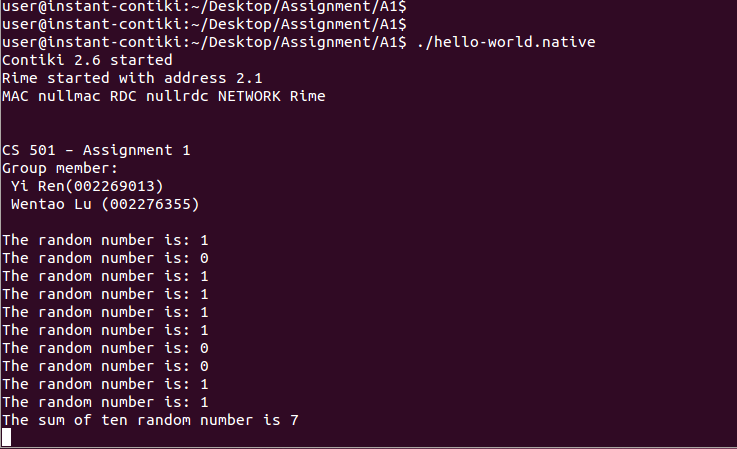 user@instant-contiki:~/Desktop/Assignment/A1$
user@instant-contiki:~/Desktop/Assignment/A1$
user@instant-contiki:~/Desktop/Assignment/A1$ ./hello-world.native
Contiki 2.6 started
Rime started with address 2.1
MAC nullmac RDC nullrdc NETWORK Rime
CS 501 – Assignment 1
Group member:
Yi Ren(002269013)
Wentao Lu (002276355)
The random number is: 1
The random number is: 0
The random number is: 1
The random number is: 1
The random number is: 1
The random number is: 1
The random number is: 0
The random number is: 0
The random number is: 1
The random number is: 1
The sum of ten random number is 7